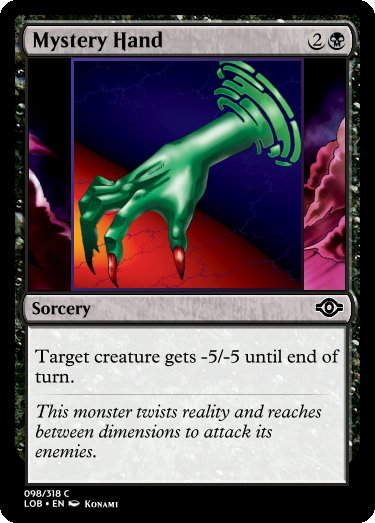 Mystery Hand 2
Sorcery
Target creature gets -5/-5 until end of
turn.
This monster twists reality and reaches
between dimensions to attack its
enemies.
098/318 C
LOB • EN Konami